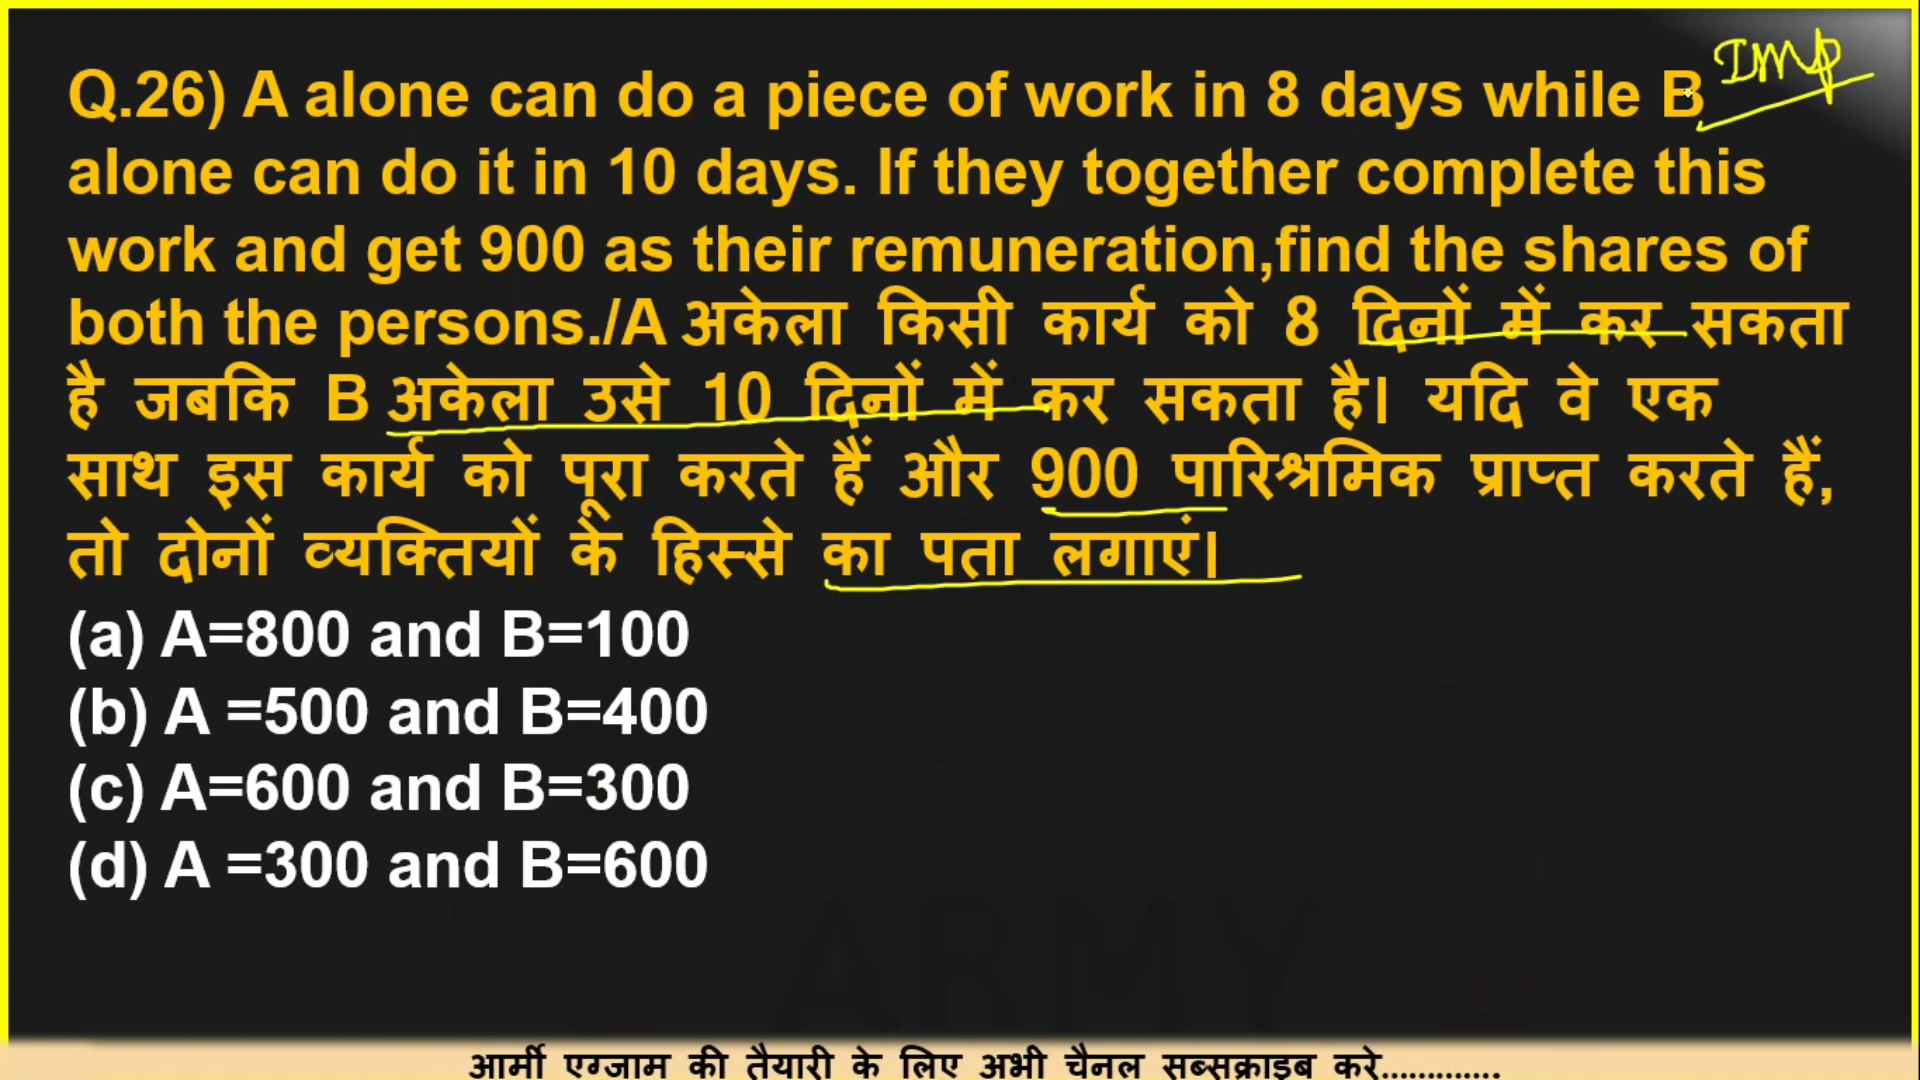 IMP
Q.26) A alone can do a piece of work in 8 days while B
alone can do it in 10 days. If they together complete this
work and get 900 as their remuneration,find the shares of
both the persons./A अकेला किसी कार्य को 8 दिनों में कर सकता
है जबकि B अकेला उसे 10 दिनों में कर सकता है। यदि वे एक
साथ इस कार्य को पूरा करते हैं और 900 पारिश्रमिक प्राप्त करते हैं,
तो दोनों व्यक्तियों के हिस्से का पता लगाएं।
(a) A=800 and B=100
(b) A =500 and B=400
(c) A=600 and B=300
(d) A =300 and B=600
SONU
ARMY
आर्मी एग्जाम की तैयारी के लिए अभी चैनल सब्सक्राइब करे.............